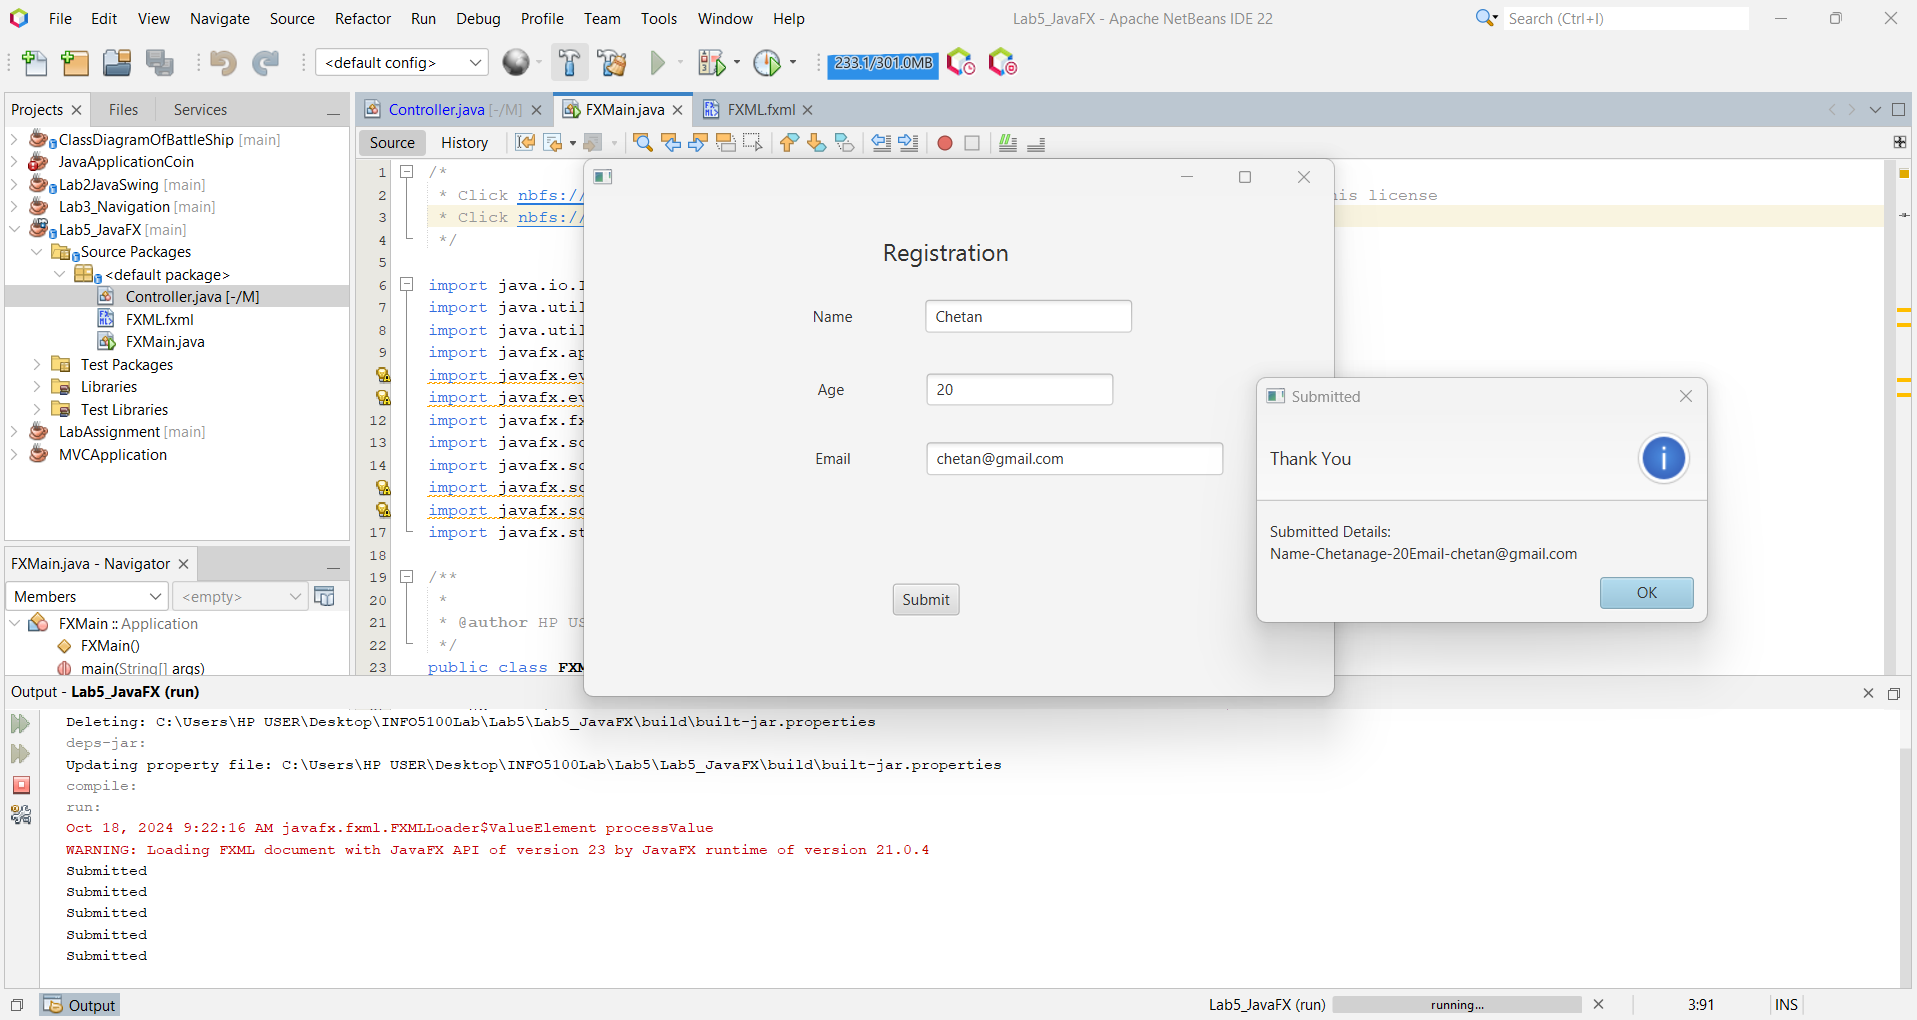 File Edit View Navigate Source Refactor Run Debug Profile Team Tools Window Help
Lab5_JavaFX - Apache NetBeans IDE 22
Search (Ctrl+I)
<default config>
233.1/301.0MB
Projects Files Services
Controller.java [-/M] FXMain.java FXML.fxml
Source History
ClassDiagramOfBattleShip [main]
JavaApplicationCoin
Lab2JavaSwing [main]
Lab3_Navigation [main]
Lab5_JavaFX [main]
Source Packages
<default package>
Controller.java [-/M]
FXML.fxml
FXMain.java
Test Packages
Libraries
Test Libraries
LabAssignment [main]
MVCApplication
FXMain.java - Navigator
Members <empty>
FXMain :: Application
FXMain()
main(String[] args)
1 /*
2 * Click nbfs:// is license
3 * Click nbfs://
4 */
5
6 import java.io.
7 import java.util
8 import java.util
9 import javafx.ap
import javafx.ev
import javafx.ev
12 import javafx.fx
13 import javafx.sc
14 import javafx.sc
import javafx.sc
import javafx.sc
17 import javafx.st
18
19 /**
20 *
21 * @author HP US
22 */
23 public class FXM
Registration
Name Chetan
Age 20
Email chetan@gmail.com
Submit
Submitted
Thank You
Submitted Details:
Name-Chetanage-20Email-chetan@gmail.com
OK
Output - Lab5_JavaFX (run)
Deleting: C:\Users\HP USER\Desktop\INFO5100Lab\Lab5\Lab5_JavaFX\build\built-jar.properties
deps-jar:
Updating property file: C:\Users\HP USER\Desktop\INFO5100Lab\Lab5\Lab5_JavaFX\build\built-jar.properties
compile:
run:
Oct 18, 2024 9:22:16 AM javafx.fxml.FXMLLoader$ValueElement processValue
WARNING: Loading FXML document with JavaFX API of version 23 by JavaFX runtime of version 21.0.4
Submitted
Submitted
Submitted
Submitted
Submitted
Output
Lab5_JavaFX (run) running... 3:91 INS